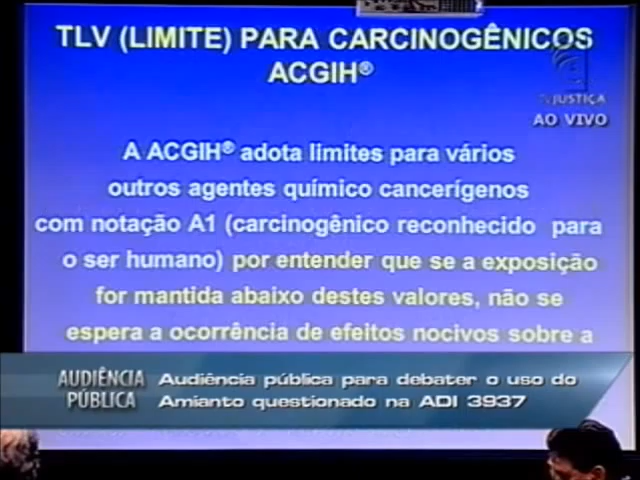 TLV (LIMITE) PARA CARCINOGÊNICOS
ACGIH®
TV JUSTIÇA
AO VIVO
A ACGIH® adota limites para vários
outros agentes químico cancerígenos
com notação A1 (carcinogênico reconhecido para
o ser humano) por entender que se a exposição
for mantida abaixo destes valores, não se
espera a ocorrência de efeitos nocivos sobre a
AUDIÊNCIA
PÚBLICA
Audiência pública para debater o uso do
Amianto questionado na ADI 3937